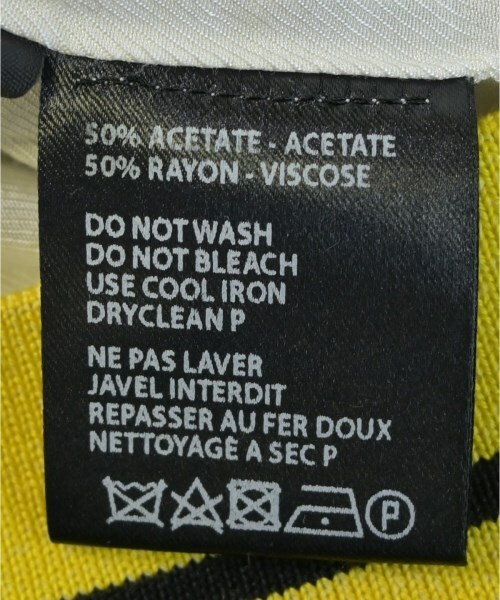 50% ACETATE - ACETATE
50% RAYON - VISCOSE
DO NOT WASH
DO NOT BLEACH
USE COOL IRON
DRYCLEAN P
NE PAS LAVER
JAVEL INTERDIT
REPASSER AU FER DOUX
NETTOYAGE A SEC P
P